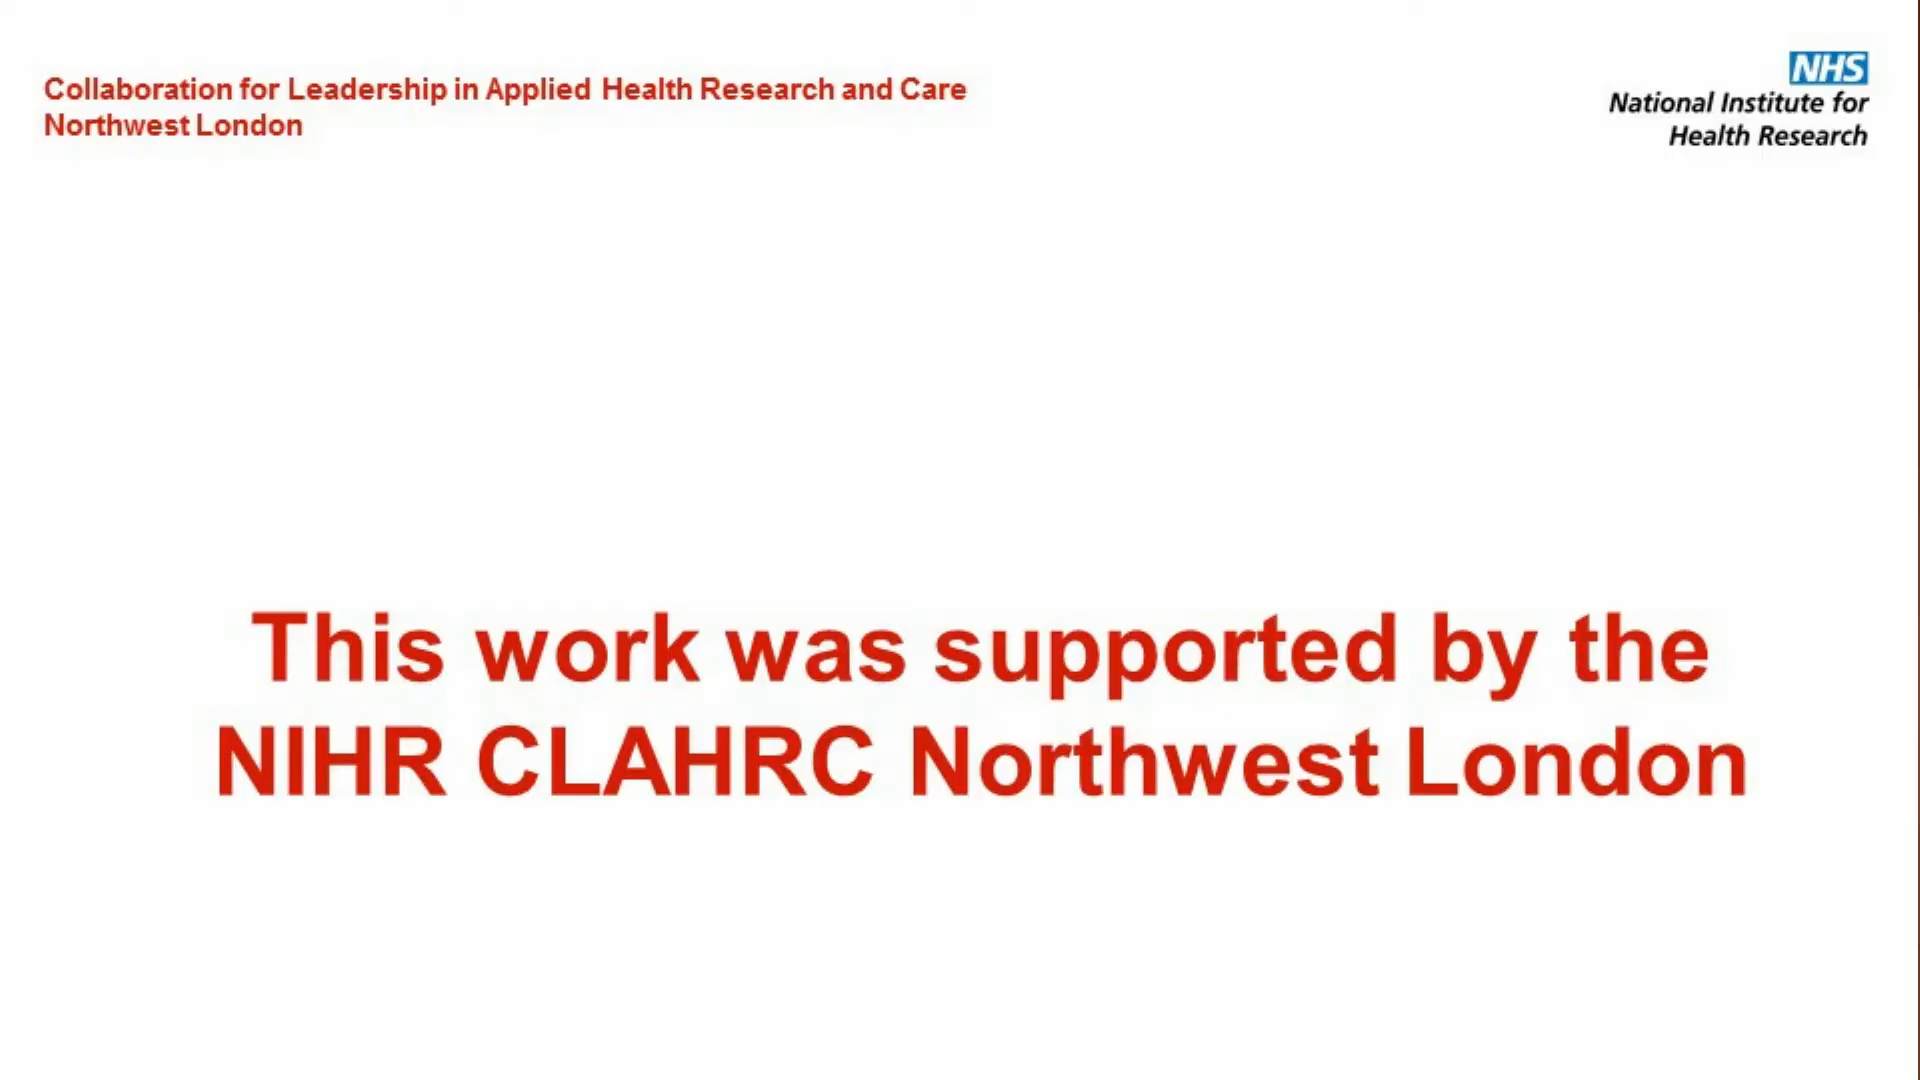 Collaboration for Leadership in Applied Health Research and Care
Northwest London
NHS
National Institute for
Health Research
This work was supported by the
NIHR CLAHRC Northwest London